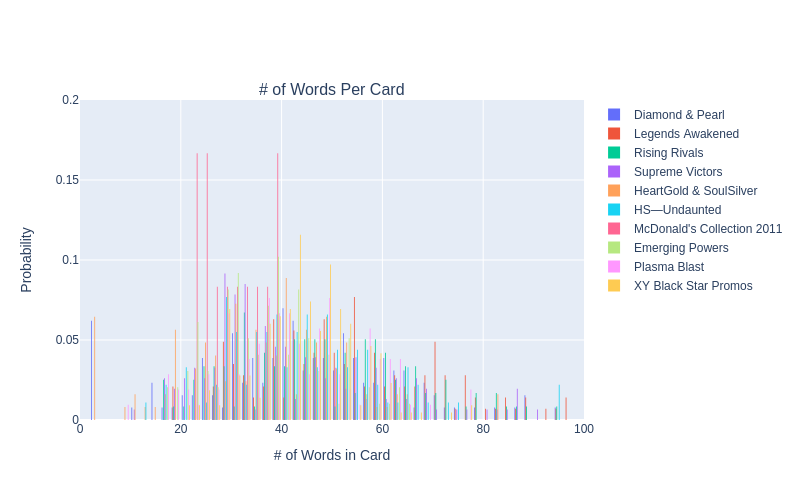 # of Words Per Card
0.2
0.15
0.1
0.05
0
Probability
0 20 40 60 80 100
# of Words in Card
Diamond & Pearl
Legends Awakened
Rising Rivals
Supreme Victors
HeartGold & SoulSilver
HS—Undaunted
McDonald's Collection 2011
Emerging Powers
Plasma Blast
XY Black Star Promos